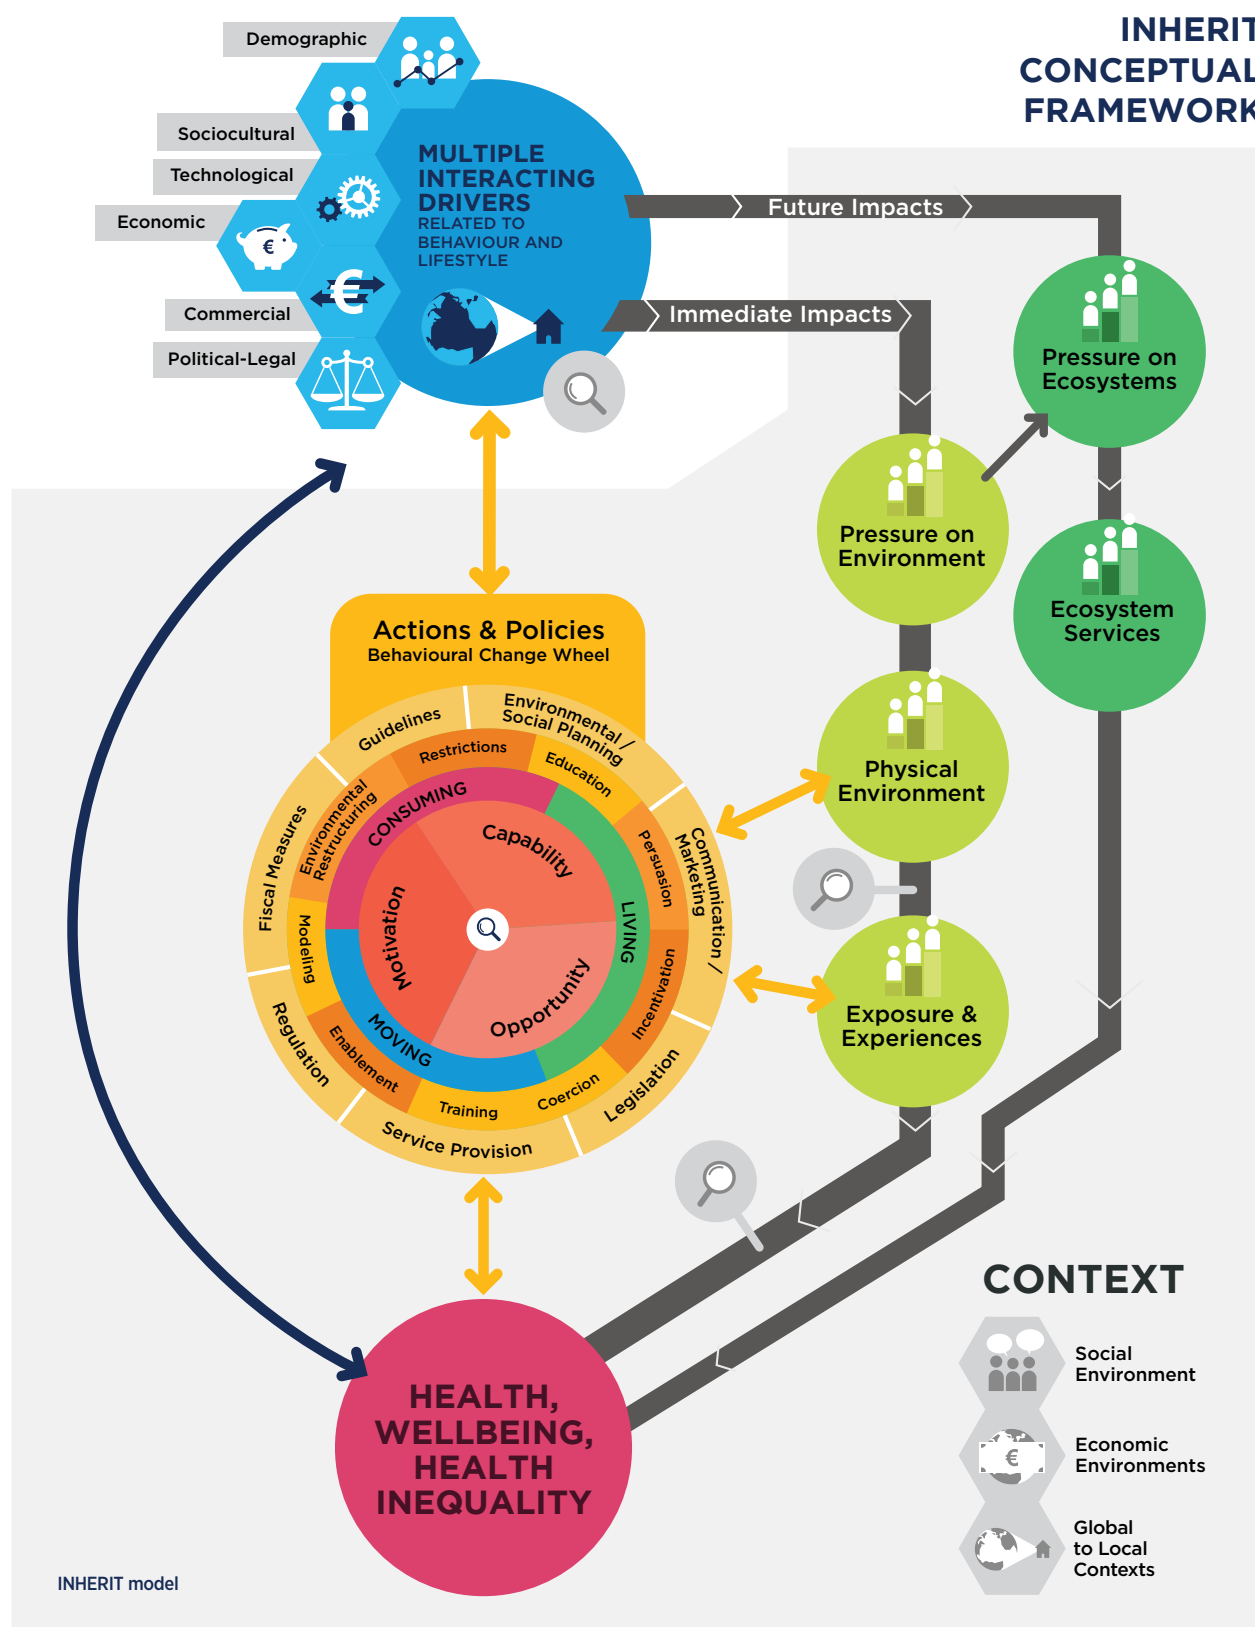 INHERIT
CONCEPTUAL
FRAMEWORK
Demographic
Sociocultural
Technological
Economic
€
Commercial
€
Political-Legal
MULTIPLE
INTERACTING
DRIVERS
RELATED TO
BEHAVIOUR AND
LIFESTYLE
Future Impacts
Immediate Impacts
Pressure on
Ecosystems
Pressure on
Environment
Ecosystem
Services
Physical
Environment
Exposure &
Experiences
Actions & Policies
Behavioural Change Wheel
Guidelines
Environmental /
Social Planning
Communication /
Marketing
Legislation
Service Provision
Regulation
Fiscal Measures
Restrictions
Education
Persuasion
Incentivation
Coercion
Training
Enablement
Modeling
Environmental
Restructuring
CONSUMING
LIVING
MOVING
Capability
Opportunity
Motivation
HEALTH,
WELLBEING,
HEALTH
INEQUALITY
CONTEXT
Social
Environment
€
Economic
Environments
Global
to Local
Contexts
INHERIT model